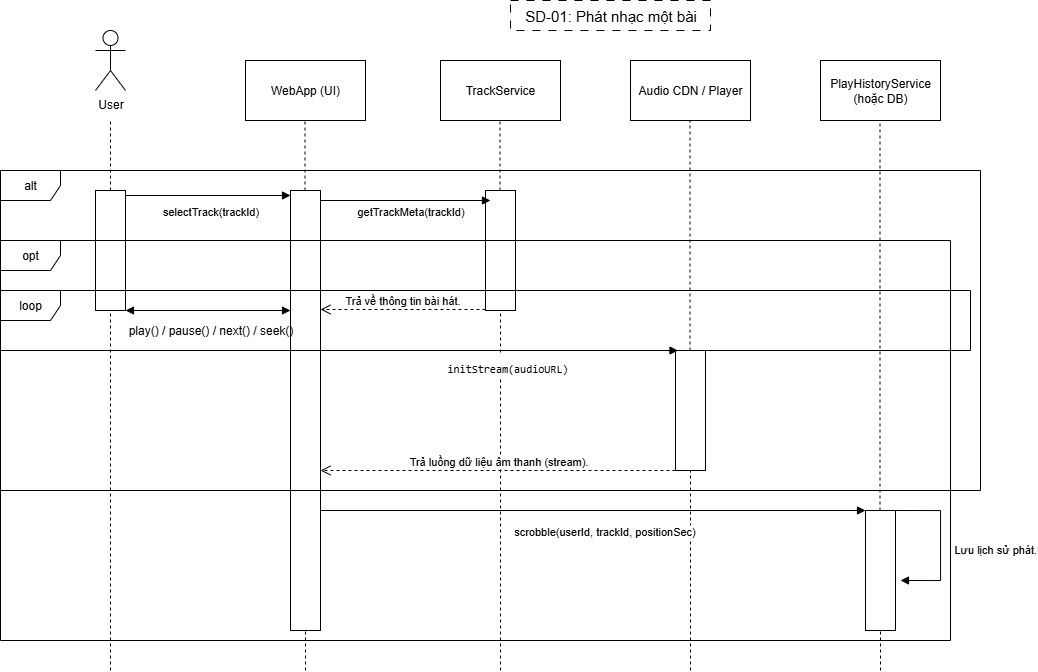 SD-01: Phát nhạc một bài
User
WebApp (UI)
TrackService
Audio CDN / Player
PlayHistoryService
(hoặc DB)
alt
selectTrack(trackId)
getTrackMeta(trackId)
opt
loop
Trả về thông tin bài hát.
play() / pause() / next() / seek()
initStream(audioURL)
Trả luồng dữ liệu âm thanh (stream).
scrobble(userId, trackId, positionSec)
Lưu lịch sử phát.